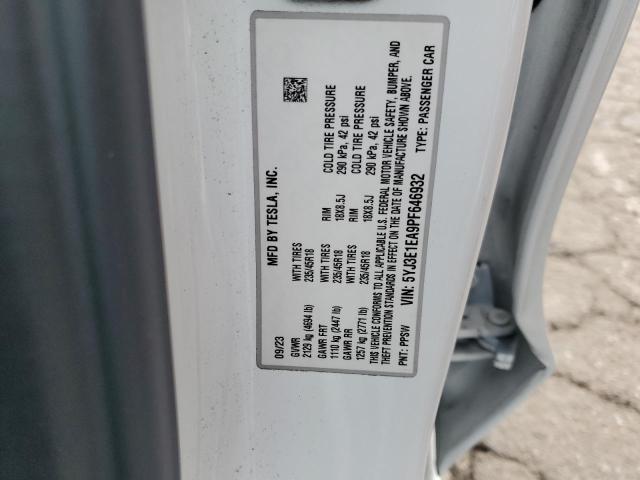 MFD BY TESLA, INC.
09/23
GVWR WITH TIRES RIM COLD TIRE PRESSURE
2129 kg (4694 lb) 235/45R18 18X8.5J 290 kPa, 42 psi
GAWR FRT WITH TIRES RIM COLD TIRE PRESSURE
1110 kg (2447 lb) 235/45R18 18X8.5J 290 kPa, 42 psi
GAWR RR WITH TIRES
1257 kg (2771 lb) 235/45R18
THIS VEHICLE CONFORMS TO ALL APPLICABLE U.S. FEDERAL MOTOR VEHICLE SAFETY, BUMPER, AND
THEFT PREVENTION STANDARDS IN EFFECT ON THE DATE OF MANUFACTURE SHOWN ABOVE.
VIN: 5YJ3E1EA9PF646932
PNT: PPSW TYPE: PASSENGER CAR